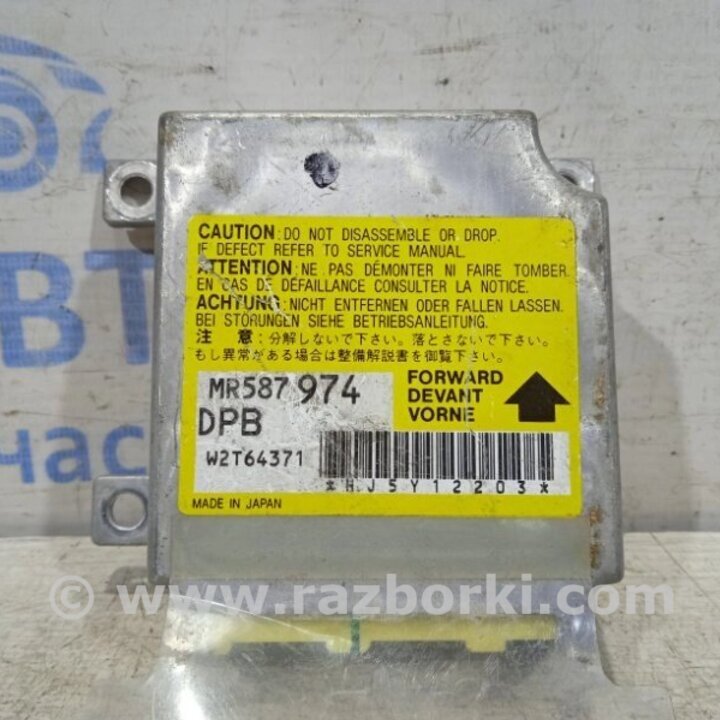 CAUTION: DO NOT DISASSEMBLE OR DROP.
IF DEFECT REFER TO SERVICE MANUAL.
ATTENTION: NE PAS DÉMONTER NI FAIRE TOMBER.
EN CAS DE DÉFAILLANCE CONSULTER LA NOTICE.
ACHTUNG: NICHT ENTFERNEN ODER FALLEN LASSEN.
BEI STÖRUNGEN SIEHE BETRIEBSANLEITUNG.
注 意:分解しないで下さい。落とさないで下さい。
もし異常がある場合は整備解説書を御覧下さい。
MR587 974
DPB
W2T64371
FORWARD
DEVANT
VORNE
*HJ5Y12203*
MADE IN JAPAN
© www.razborki.com